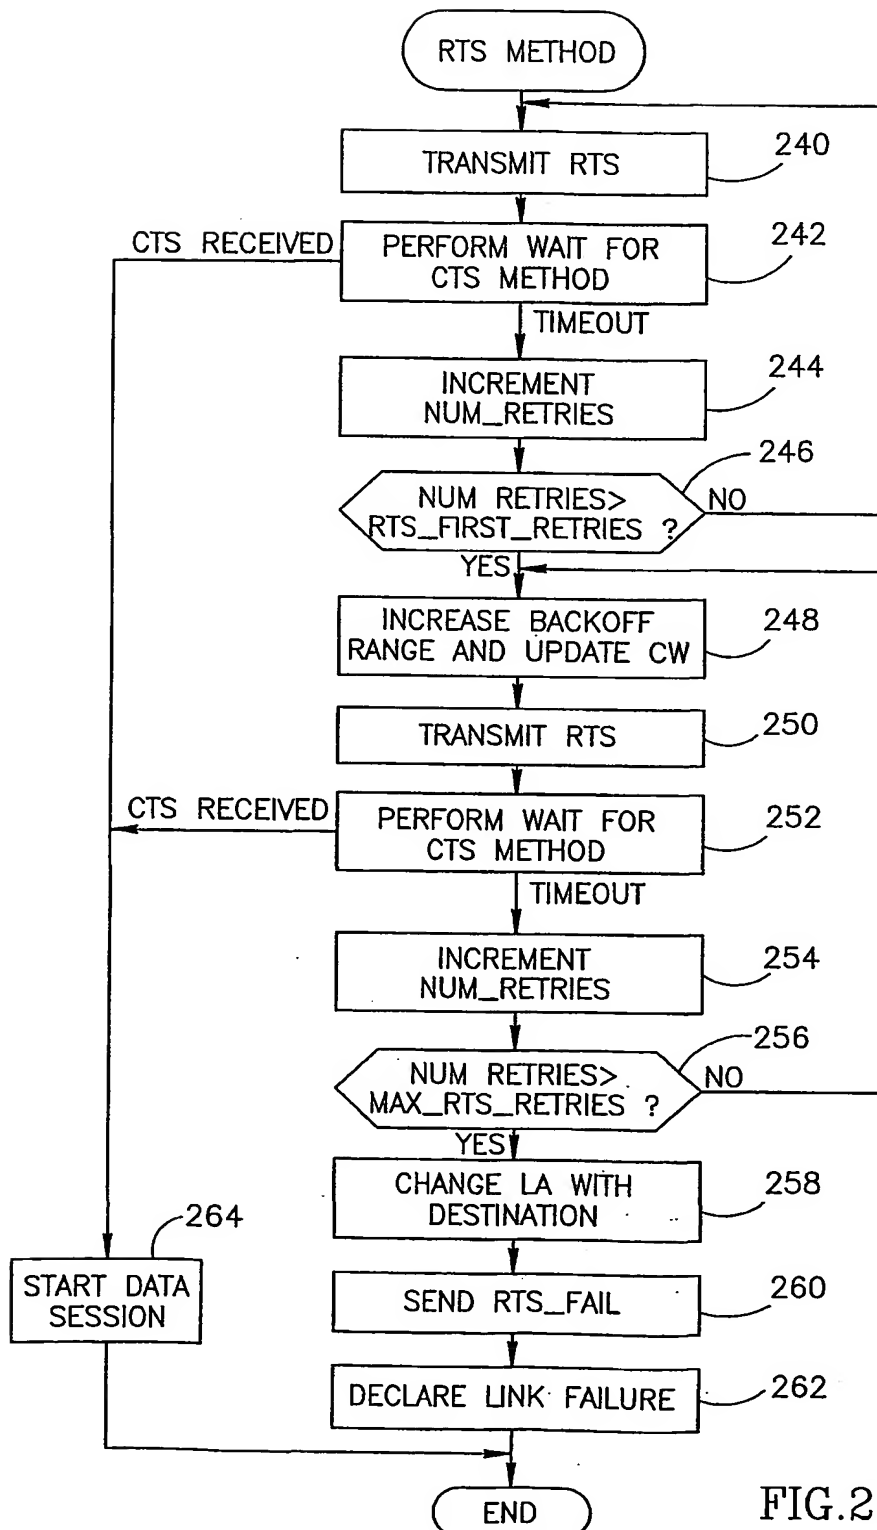 RTS METHOD
TRANSMIT RTS
240
CTS RECEIVED
PERFORM WAIT FOR
CTS METHOD
242
TIMEOUT
INCREMENT
NUM_RETRIES
244
NUM RETRIES>
RTS_FIRST_RETRIES ?
246
NO
YES
INCREASE BACKOFF
RANGE AND UPDATE CW
248
TRANSMIT RTS
250
CTS RECEIVED
PERFORM WAIT FOR
CTS METHOD
252
TIMEOUT
INCREMENT
NUM_RETRIES
254
NUM RETRIES>
MAX_RTS_RETRIES ?
256
NO
YES
CHANGE LA WITH
DESTINATION
258
264
START DATA
SESSION
SEND RTS_FAIL
260
DECLARE LINK FAILURE
262
END
FIG.2